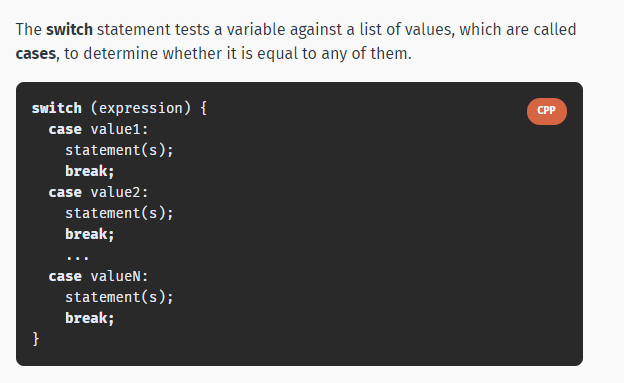 The switch statement tests a variable against a list of values, which are called
cases, to determine whether it is equal to any of them.
CPP
switch (expression) {
  case value1:
    statement(s);
    break;
  case value2:
    statement(s);
    break;
    ...
  case valueN:
    statement(s);
    break;
}